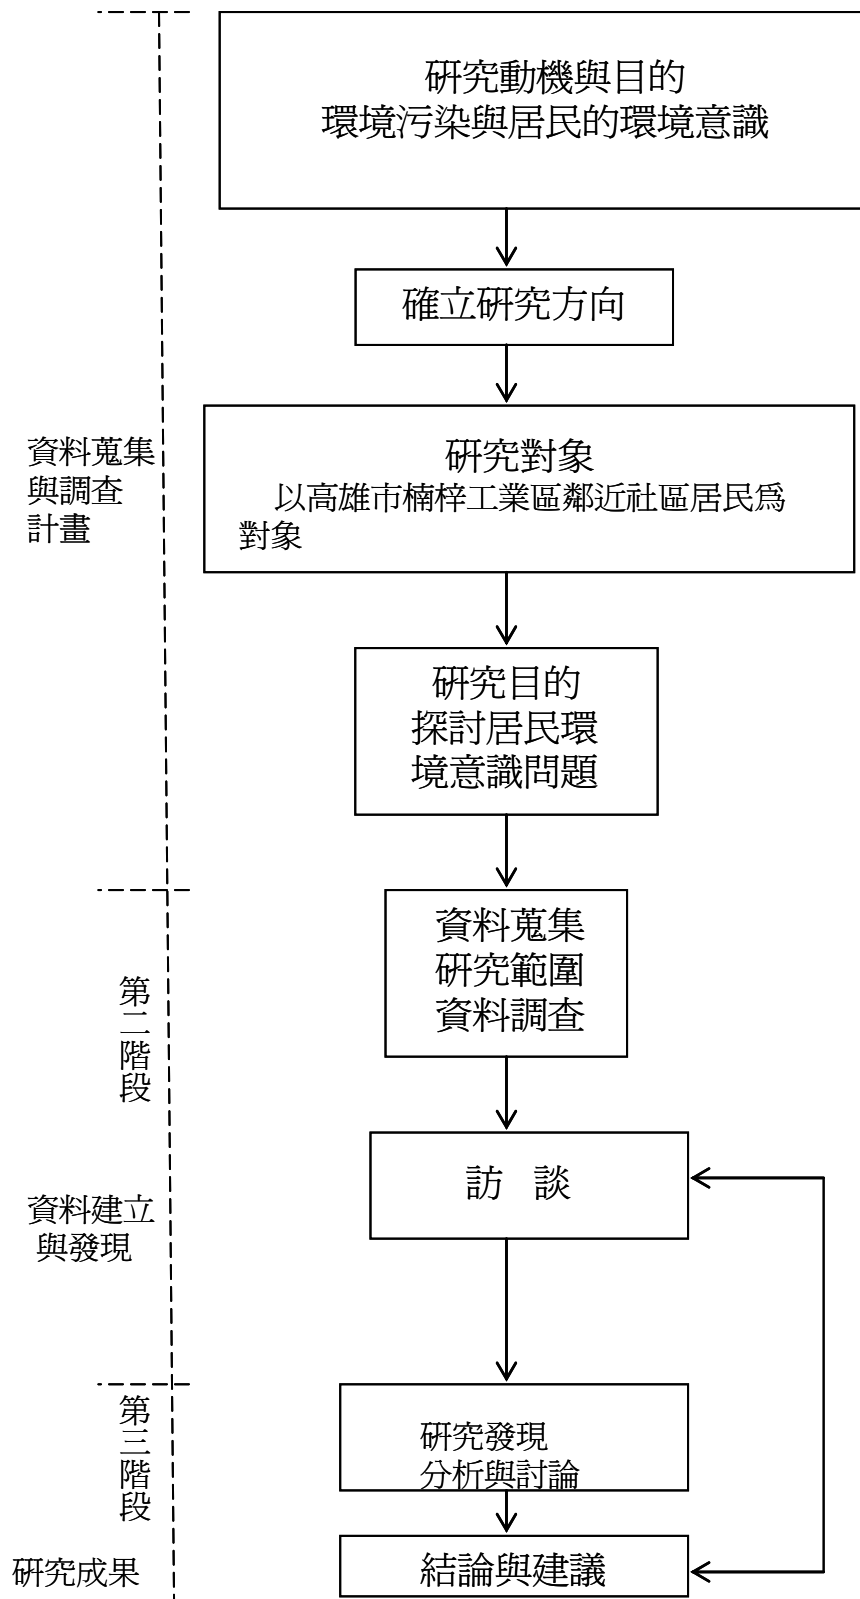 研究動機與目的
環境污染與居民的環境意識
確立研究方向
研究對象
以高雄市楠梓工業區鄰近社區居民為
對象
資料蒐集
與調查
計畫
研究目的
探討居民環
境意識問題
資料蒐集
研究範圍
資料調查
第二階段
訪 談
資料建立
與發現
第三階段
研究發現
分析與討論
研究成果
結論與建議